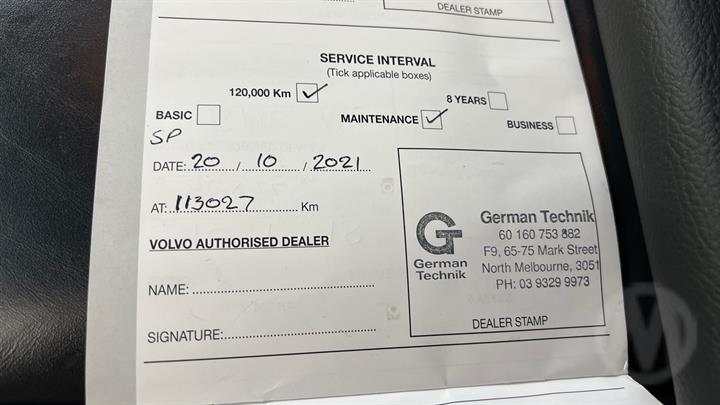 DEALER STAMP
SERVICE INTERVAL
(Tick applicable boxes)
120,000 Km ✓
8 YEARS
BASIC
MAINTENANCE ✓
BUSINESS
SP
DATE: 20 / 10 / 2021
AT: 113027 Km
VOLVO AUTHORISED DEALER
NAME:
SIGNATURE:
GT
German
Technik
German Technik
60 160 753 882
F9, 65-75 Mark Street
North Melbourne, 3051
PH: 03 9329 9973
DEALER STAMP